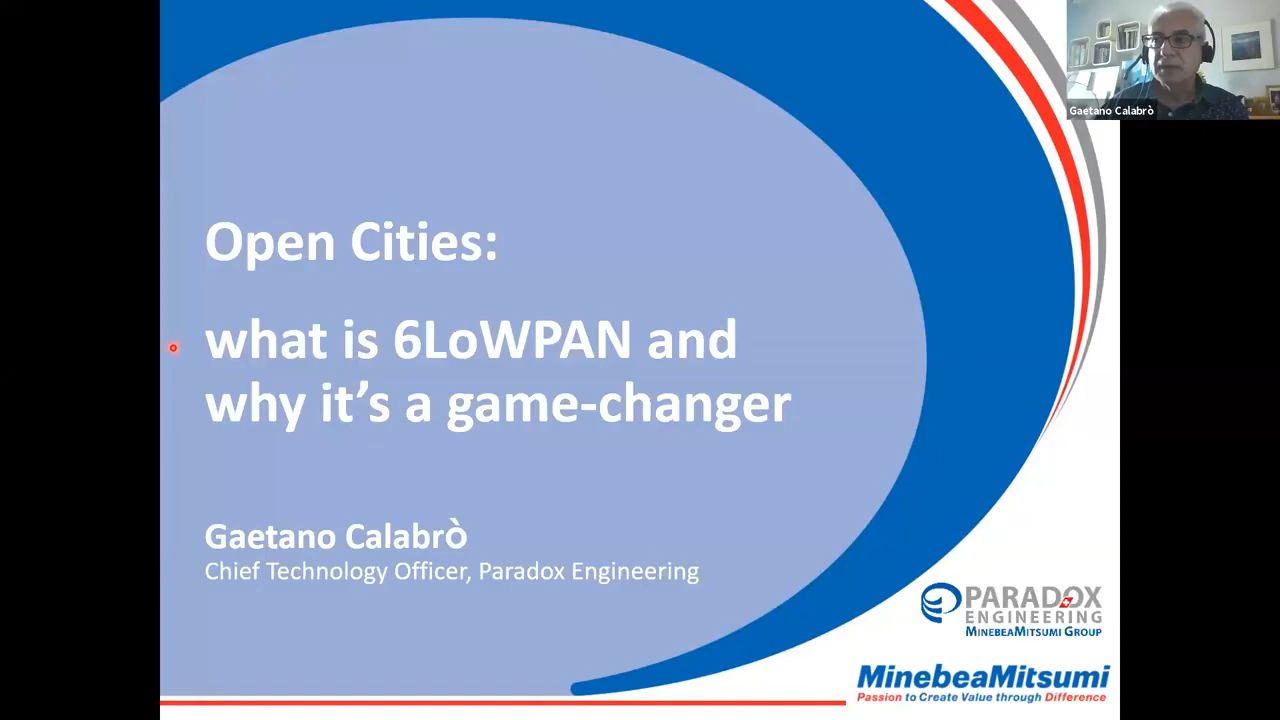 Gaetano Calabrò
Open Cities:
what is 6LoWPAN and
why it's a game-changer
Gaetano Calabrò
Chief Technology Officer, Paradox Engineering
PARADOX
ENGINEERING
MINEBEAMITSUMI GROUP
MinebeaMitsumi
Passion to Create Value through Difference